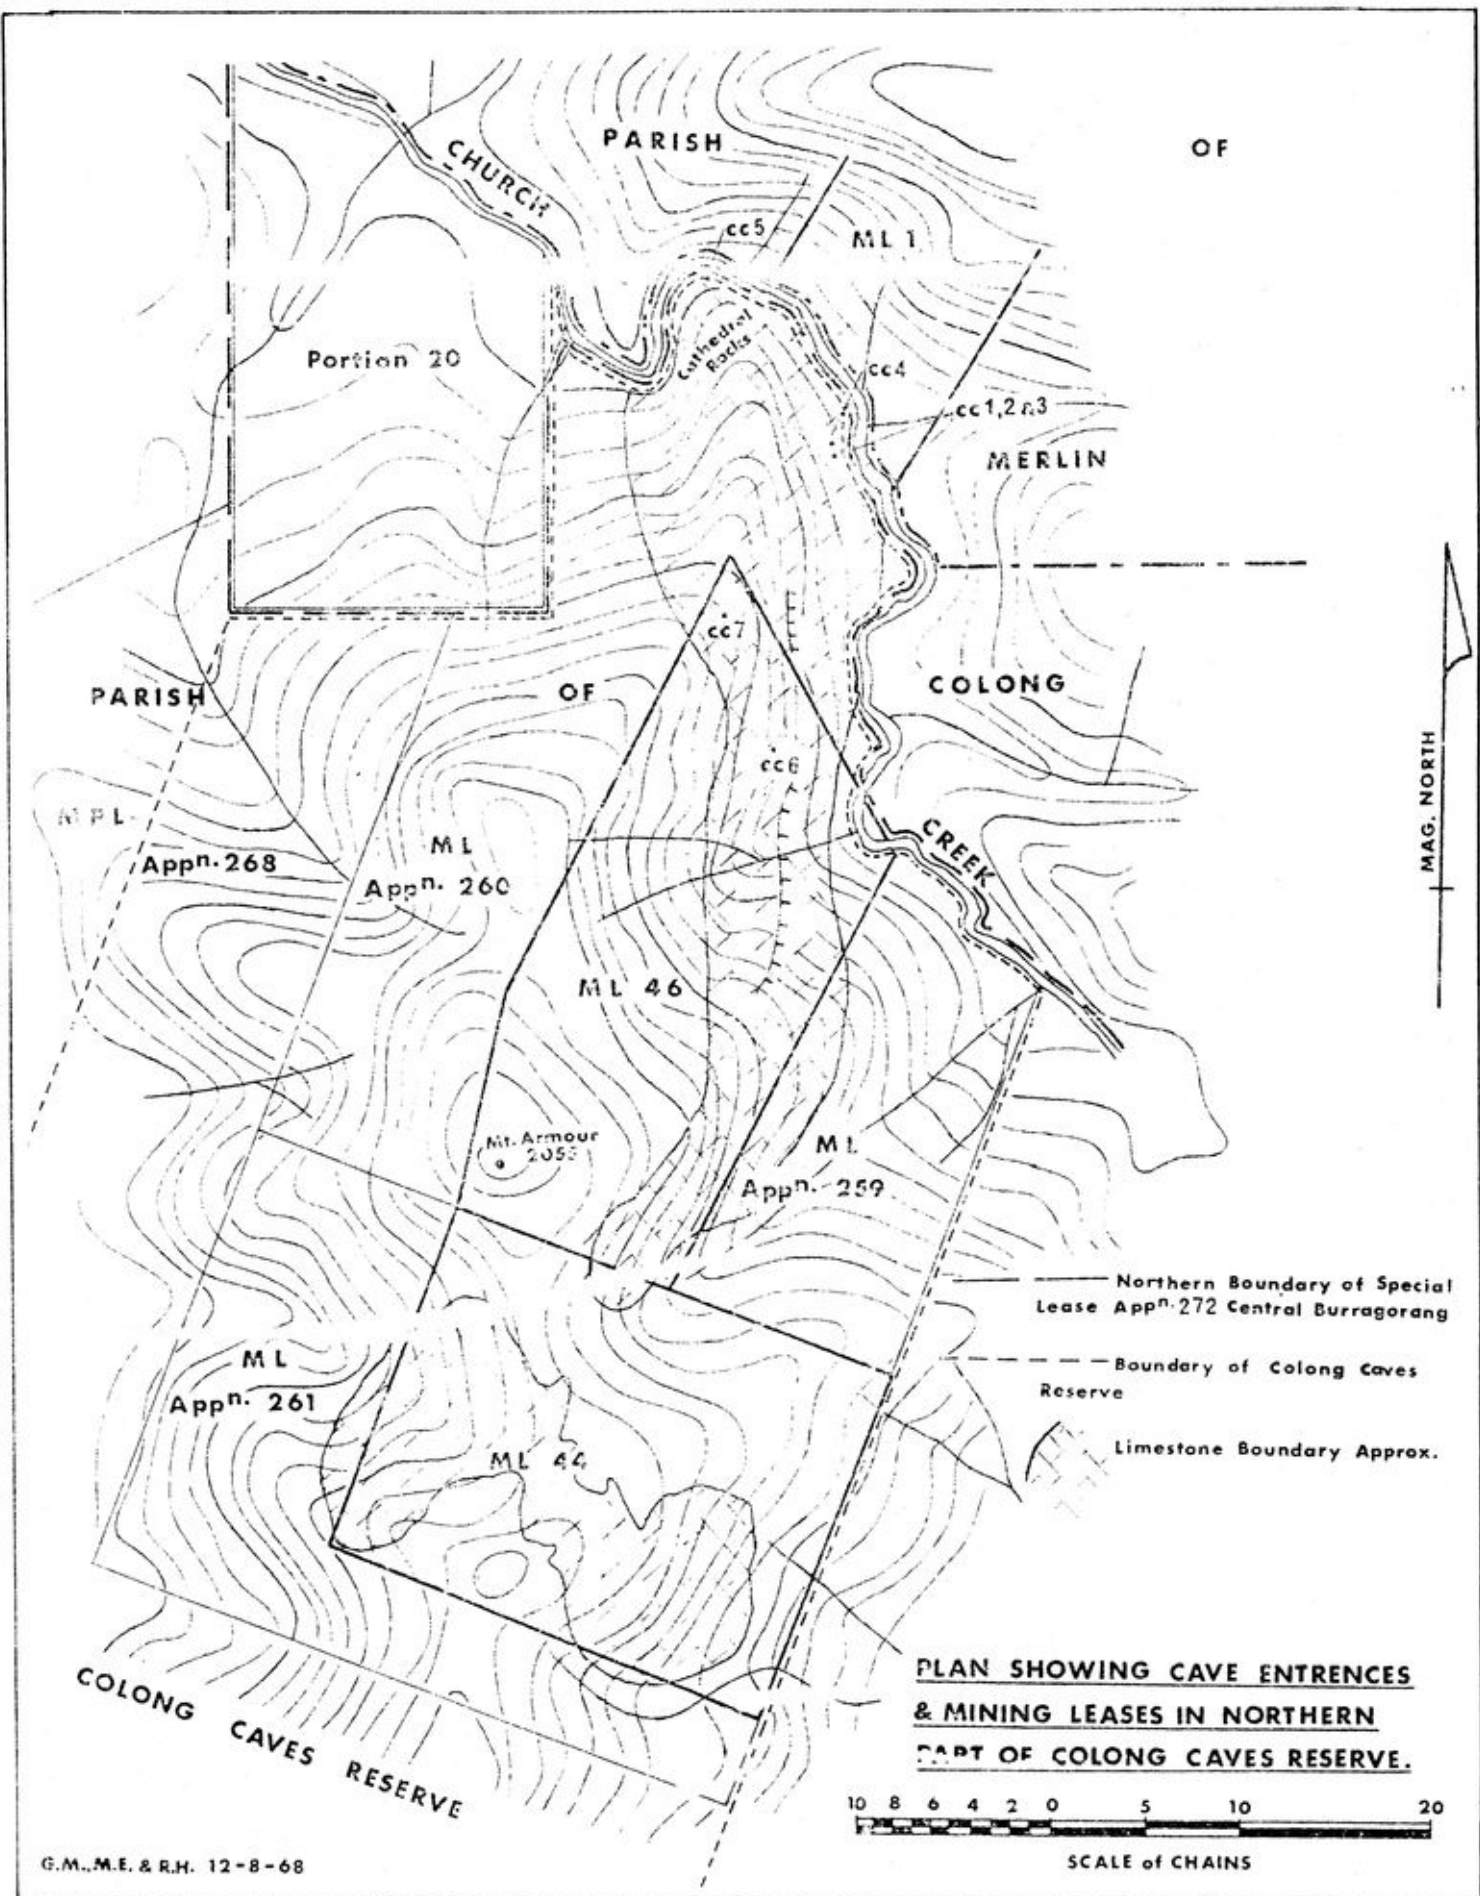 PARISH
OF
CHURCH
cc5
ML 1
Cathedral
Rocks
Portion 20
cc4
cc1,2&3
MERLIN
cc7
PARISH
OF
COLONG
cc6
MAG. NORTH
M P L
Appn. 268
ML
Appn. 260
CREEK
ML 46
Mt. Armour
ML
Appn. 259
Northern Boundary of Special
Lease Appn. 272 Central Burragorang
ML
Appn. 261
Boundary of Colong Caves
Reserve
ML 44
Limestone Boundary Approx.
COLONG CAVES RESERVE
PLAN SHOWING CAVE ENTRENCES
& MINING LEASES IN NORTHERN
PART OF COLONG CAVES RESERVE.
10 8 6 4 2 0 5 10 20
SCALE of CHAINS
G.M.,M.E. & R.H. 12-8-68